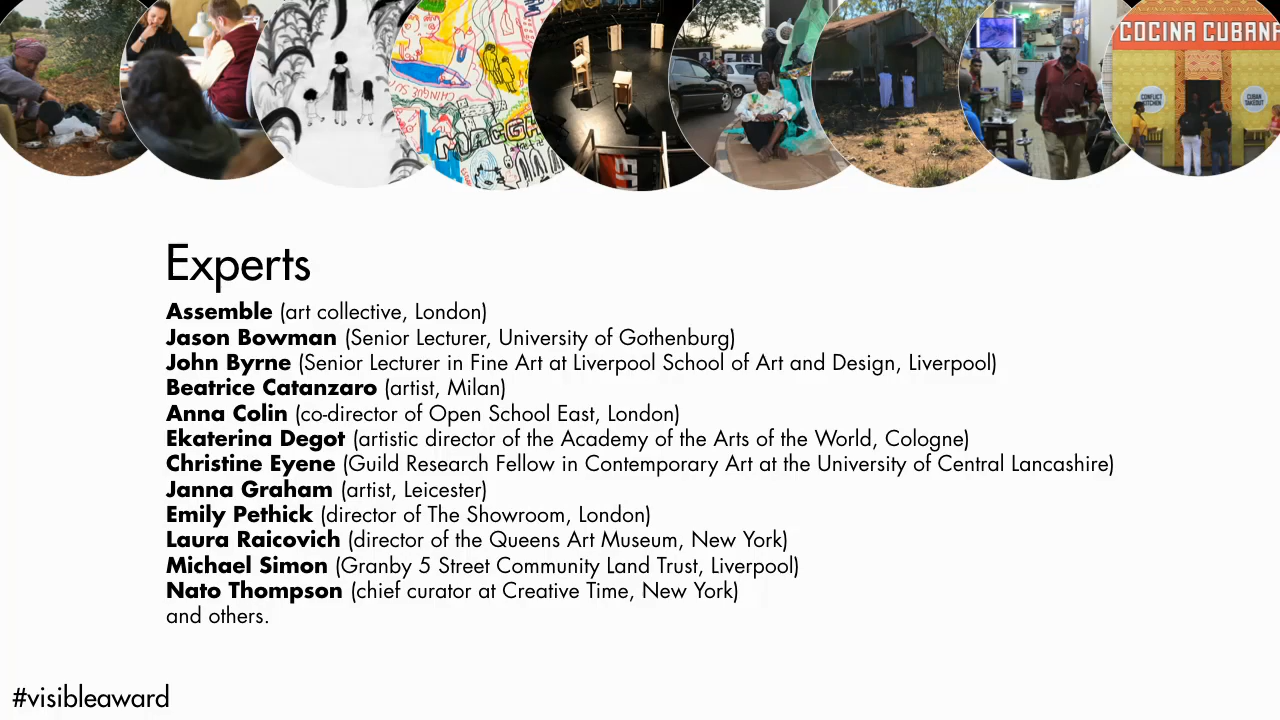 COCINA CUBANA
CONFLICT
KITCHEN
CUBAN
TAKEOUT
Experts
Assemble (art collective, London)
Jason Bowman (Senior Lecturer, University of Gothenburg)
John Byrne (Senior Lecturer in Fine Art at Liverpool School of Art and Design, Liverpool)
Beatrice Catanzaro (artist, Milan)
Anna Colin (co-director of Open School East, London)
Ekaterina Degot (artistic director of the Academy of the Arts of the World, Cologne)
Christine Eyene (Guild Research Fellow in Contemporary Art at the University of Central Lancashire)
Janna Graham (artist, Leicester)
Emily Pethick (director of The Showroom, London)
Laura Raicovich (director of the Queens Art Museum, New York)
Michael Simon (Granby 5 Street Community Land Trust, Liverpool)
Nato Thompson (chief curator at Creative Time, New York)
and others.
#visibleaward